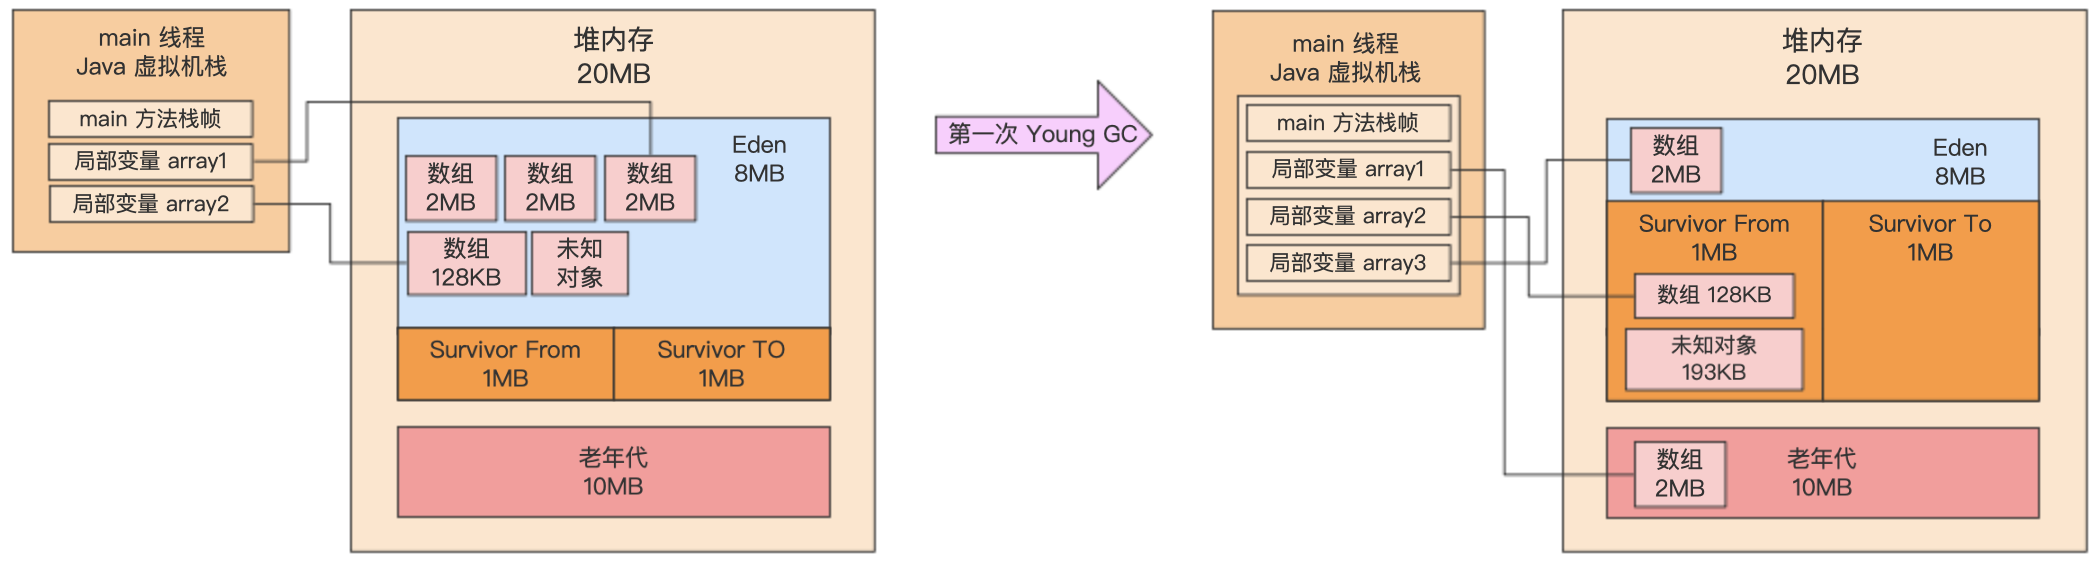 main 线程
Java 虚拟机栈
main 方法栈帧
局部变量 array1
局部变量 array2
堆内存
20MB
Eden
8MB
数组
2MB
数组
2MB
数组
2MB
数组
128KB
未知
对象
Survivor From
1MB
Survivor TO
1MB
老年代
10MB
第一次 Young GC
main 线程
Java 虚拟机栈
main 方法栈帧
局部变量 array1
局部变量 array2
局部变量 array3
堆内存
20MB
数组
2MB
Eden
8MB
Survivor From
1MB
数组 128KB
未知对象
193KB
Survivor To
1MB
数组
2MB
老年代
10MB